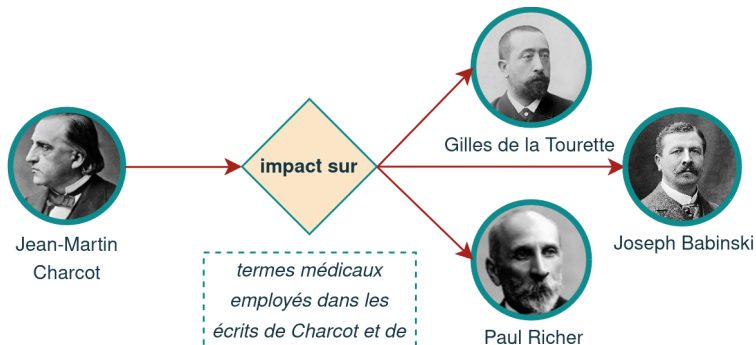 Jean-Martin
Charcot
impact sur
termes médicaux
employés dans les
écrits de Charcot et de
Gilles de la Tourette
Joseph Babinski
Paul Richer